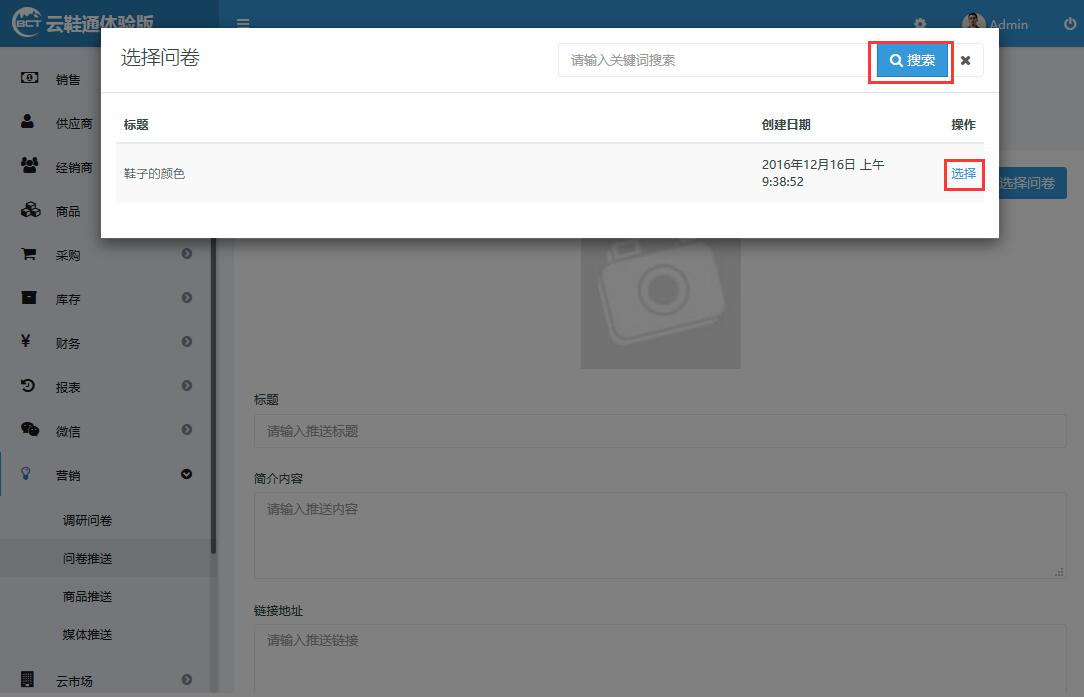 BCT 云鞋通体验版
Admin
选择问卷
请输入关键词搜索
搜索
标题
创建日期
操作
鞋子的颜色
2016年12月16日 上午
9:38:52
选择
选择问卷
销售
供应商
经销商
商品
采购
库存
财务
报表
微信
营销
调研问卷
问卷推送
商品推送
媒体推送
云市场
标题
请输入推送标题
简介内容
请输入推送内容
链接地址
请输入推送链接